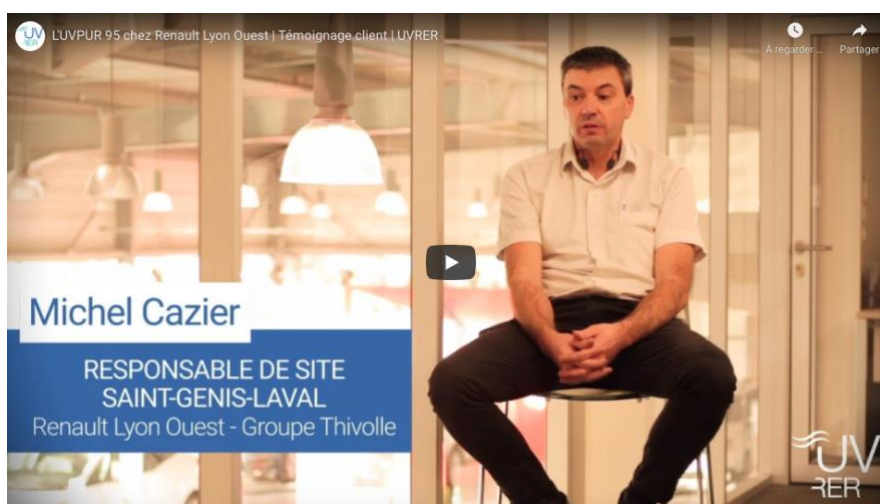 UV
RER
L'UVPUR 95 chez Renault Lyon Ouest | Témoignage client | UVRER
À regarder ...
Partager
Michel Cazier
RESPONSABLE DE SITE
SAINT-GENIS-LAVAL
Renault Lyon Ouest - Groupe Thivolle
UV
RER